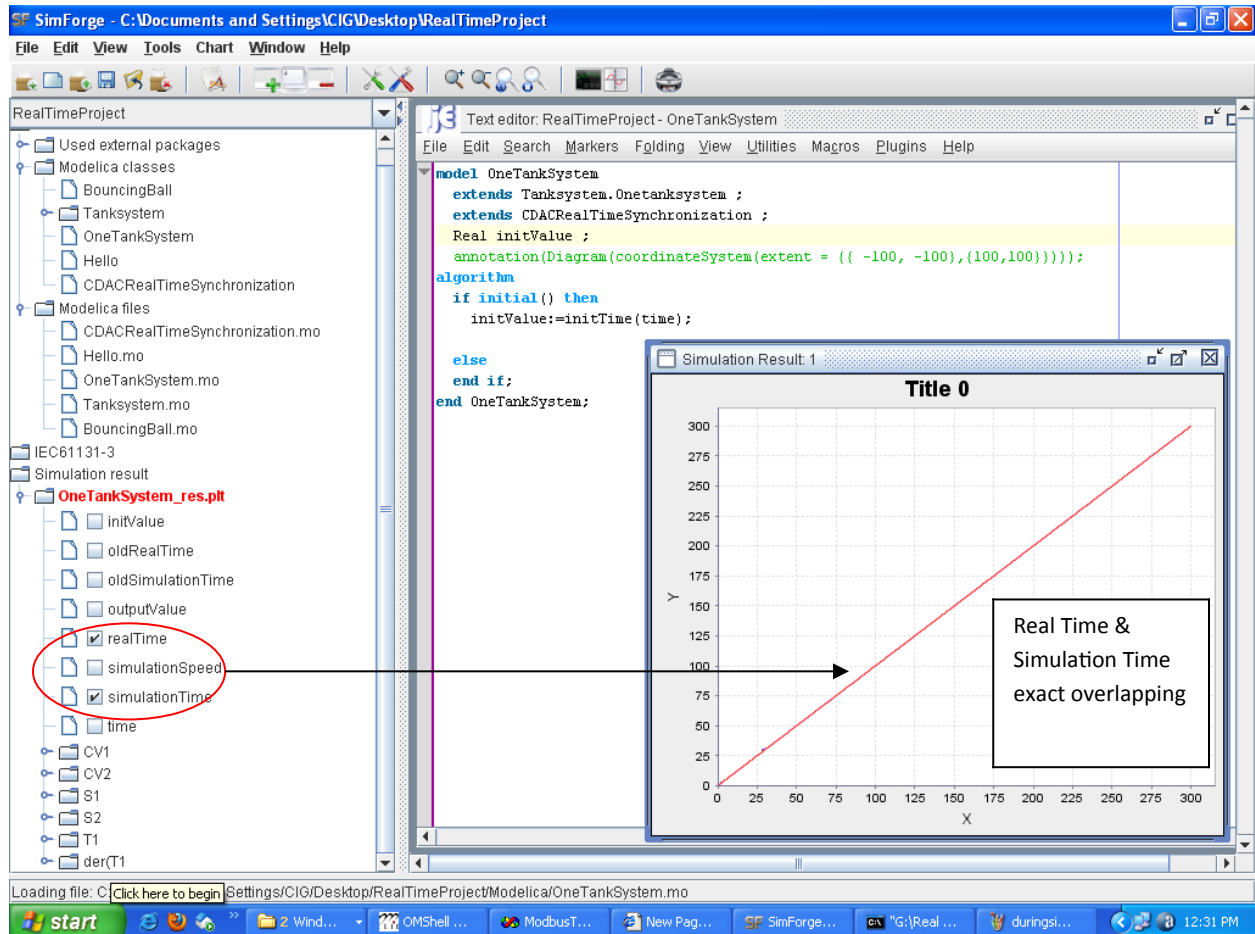 SF SimForge - C:\Documents and Settings\CIG\Desktop\RealTimeProject
File Edit View Tools Chart Window Help
RealTimeProject
Used external packages
Modelica classes
BouncingBall
Tanksystem
OneTankSystem
Hello
CDACRealTimeSynchronization
Modelica files
CDACRealTimeSynchronization.mo
Hello.mo
OneTankSystem.mo
Tanksystem.mo
BouncingBall.mo
IEC61131-3
Simulation result
OneTankSystem_res.plt
initValue
oldRealTime
oldSimulationTime
outputValue
realTime
simulationSpeed
simulationTime
time
CV1
CV2
S1
S2
T1
der(T1
Text editor: RealTimeProject - OneTankSystem
File Edit Search Markers Folding View Utilities Macros Plugins Help
model OneTankSystem
extends Tanksystem.Onetanksystem ;
extends CDACRealTimeSynchronization ;
Real initValue ;
annotation(Diagram(coordinateSystem(extent = {{ -100, -100},{100,100}})));
algorithm
if initial() then
initValue:=initTime(time);
else
end if;
end OneTankSystem;
Simulation Result: 1
Title 0
300
275
250
225
200
175
150
125
100
75
50
25
0
Y
0 25 50 75 100 125 150 175 200 225 250 275 300
X
Real Time &
Simulation Time
exact overlapping
Loading file: C: Click here to begin Settings/CIG/Desktop/RealTimeProject/Modelica/OneTankSystem.mo
start 2 Wind... OMShell ... ModbusT... New Pag... SF SimForge... "G:\Real ... duringsi... 12:31 PM